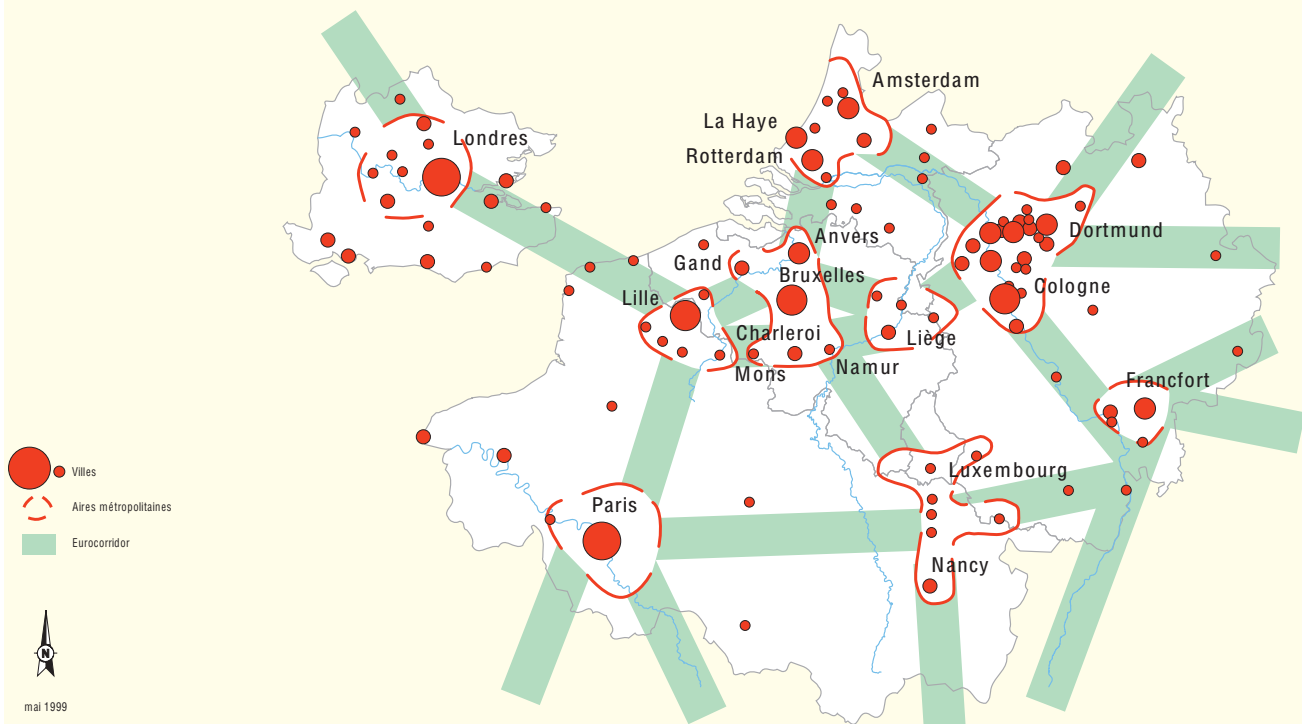 Amsterdam
La Haye
Londres
Rotterdam
Dortmund
Anvers
Gand
Bruxelles
Cologne
Lille
Charleroi
Liège
Mons
Namur
Francfort
Luxembourg
Villes
Aires métropolitaines
Paris
Eurocorridor
Nancy
N
mai 1999